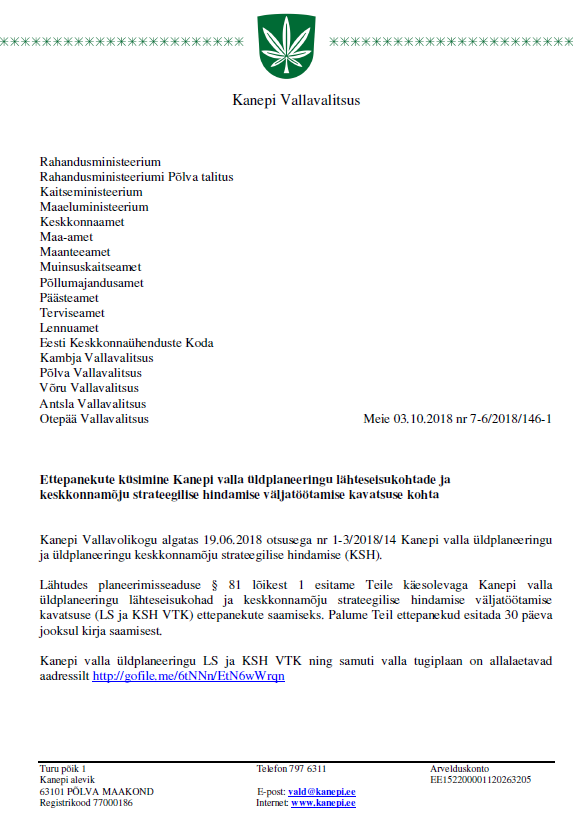 Kanepi Vallavalitsus
Rahandusministeerium
Rahandusministeeriumi Põlva talitus
Kaitseministeerium
Maaeluministeerium
Keskkonnaamet
Maa-amet
Maanteeamet
Muinsuskaitseamet
Põllumajandusamet
Päästeamet
Terviseamet
Lennuamet
Eesti Keskkonnaühenduste Koda
Kambja Vallavalitsus
Põlva Vallavalitsus
Võru Vallavalitsus
Antsla Vallavalitsus
Otepää Vallavalitsus Meie 03.10.2018 nr 7-6/2018/146-1
Ettepanekute küsimine Kanepi valla üldplaneeringu lähteseisukohtade ja
keskkonnamõju strateegilise hindamise väljatöötamise kavatsuse kohta
Kanepi Vallavolikogu algatas 19.06.2018 otsusega nr 1-3/2018/14 Kanepi valla üldplaneeringu
ja üldplaneeringu keskkonnamõju strateegilise hindamise (KSH).
Lähtudes planeerimisseaduse § 81 lõikest 1 esitame Teile käesolevaga Kanepi valla
üldplaneeringu lähteseisukohad ja keskkonnamõju strateegilise hindamise väljatöötamise
kavatsuse (LS ja KSH VTK) ettepanekute saamiseks. Palume Teil ettepanekud esitada 30 päeva
jooksul kirja saamisest.
Kanepi valla üldplaneeringu LS ja KSH VTK ning samuti valla tugiplaan on allalaetavad
aadressilt http://gofile.me/6tNNn/EtN6wWrqn
Turu põik 1 Telefon 797 6311 Arvelduskonto
Kanepi alevik EE152200001120263205
63101 PÕLVA MAAKOND E-post: vald@kanepi.ee
Registrikood 77000186 Internet: www.kanepi.ee